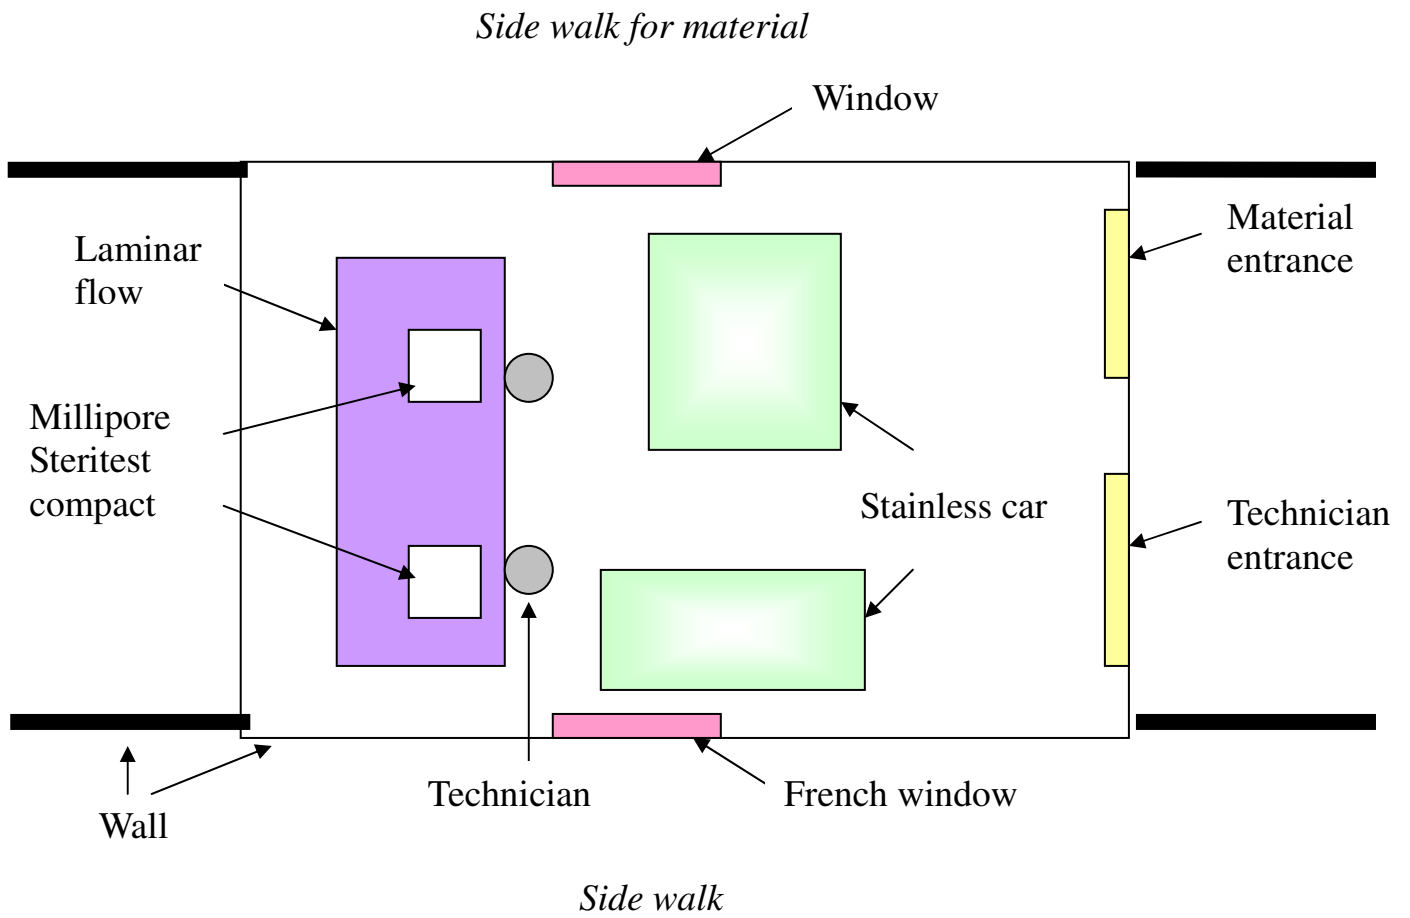 Side walk for material
Window
Material
entrance
Laminar
flow
Millipore
Steritest
compact
Stainless car
Technician
entrance
Technician
French window
Wall
Side walk